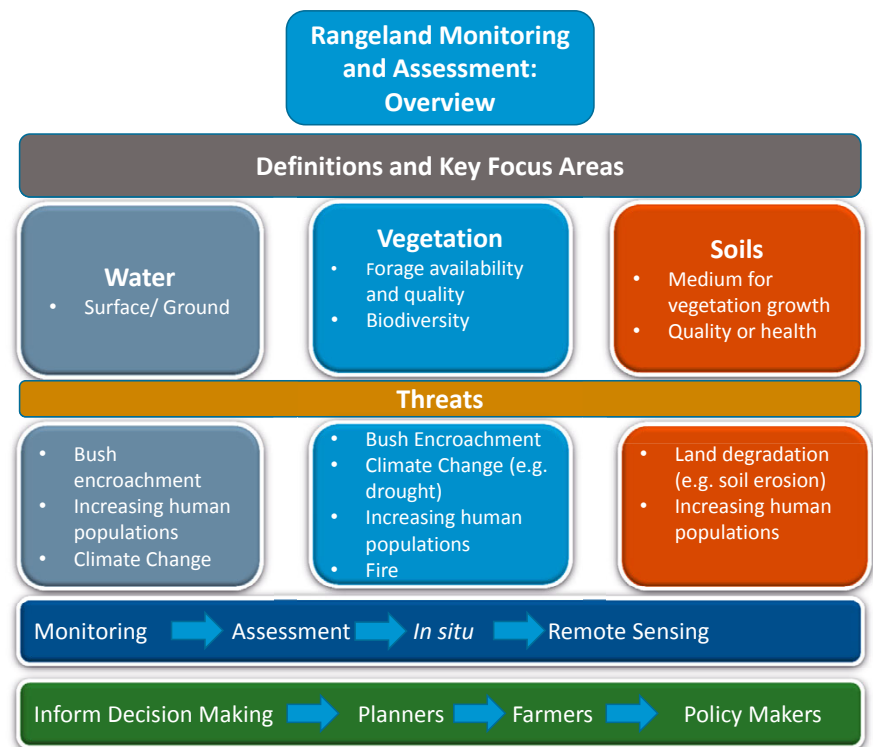 Rangeland Monitoring
and Assessment:
Overview
Definitions and Key Focus Areas
Water
• Surface/ Ground
Vegetation
• Forage availability
and quality
• Biodiversity
Soils
• Medium for
vegetation growth
• Quality or health
Threats
• Bush
encroachment
• Increasing human
populations
• Climate Change
• Bush Encroachment
• Climate Change (e.g.
drought)
• Increasing human
populations
• Fire
• Land degradation
(e.g. soil erosion)
• Increasing human
populations
Monitoring Assessment In situ Remote Sensing
Inform Decision Making Planners Farmers Policy Makers